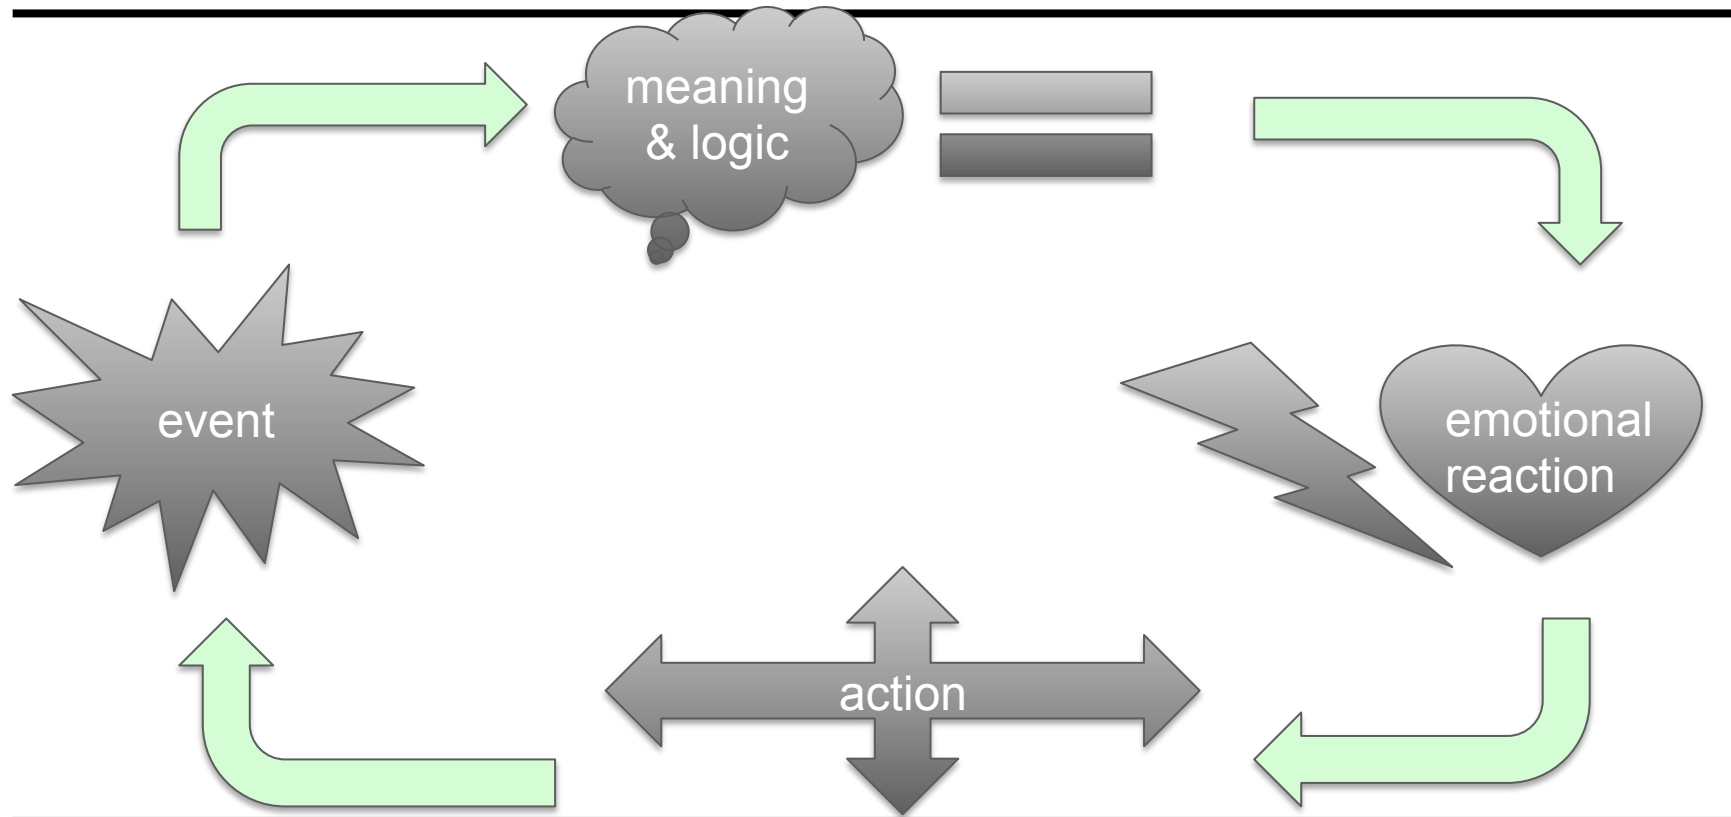 meaning
& logic
event
emotional
reaction
action